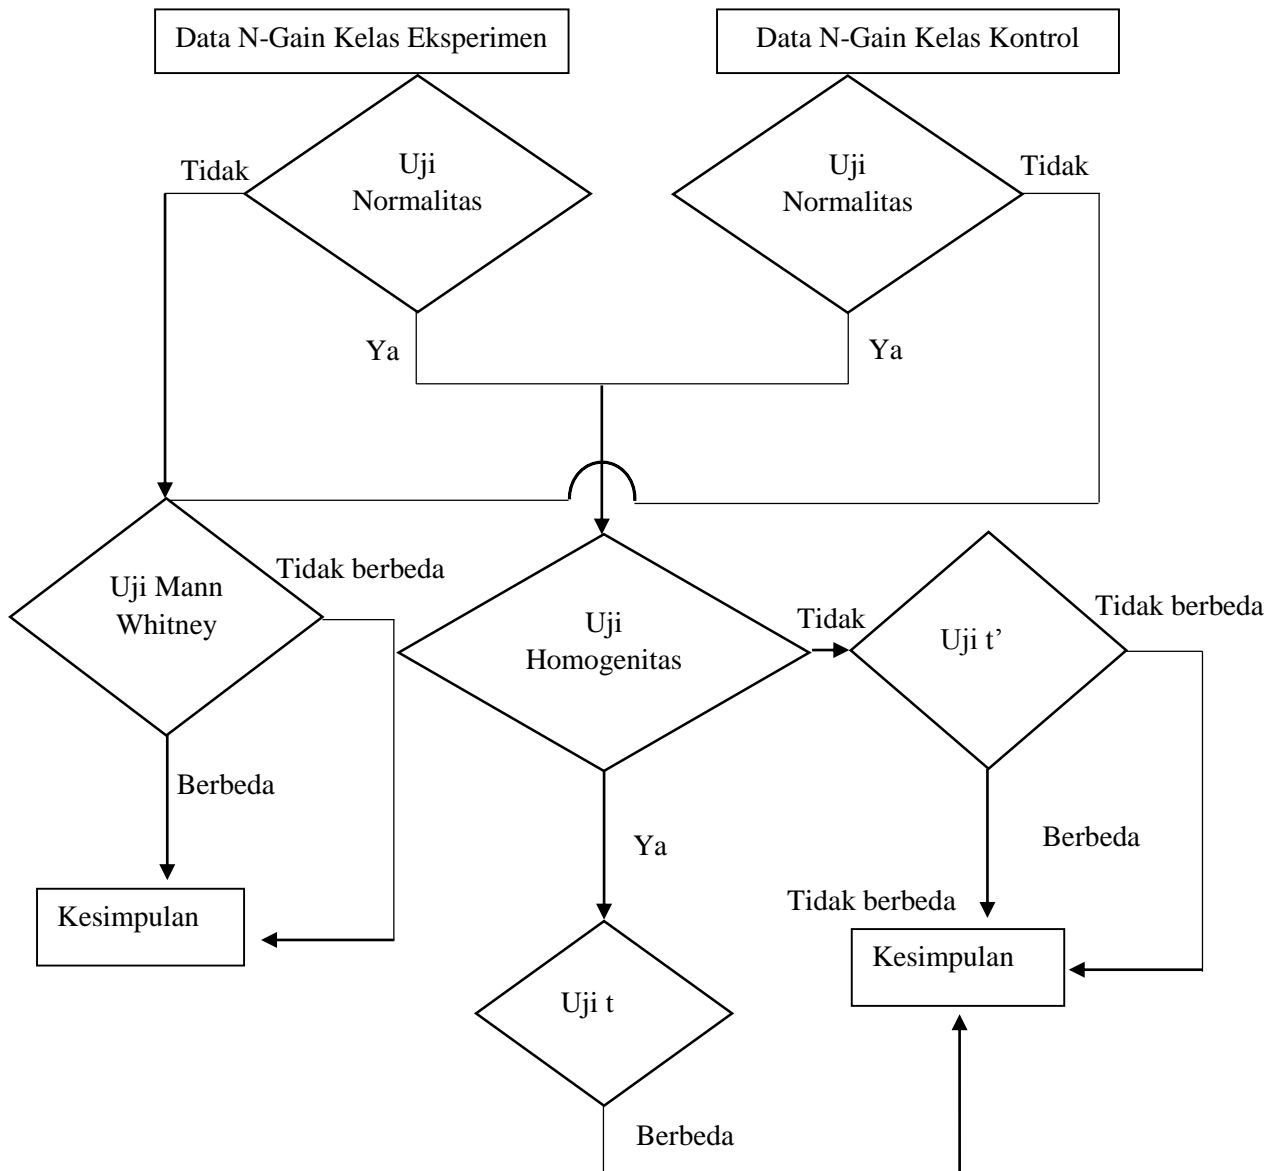 Data N-Gain Kelas Eksperimen
Data N-Gain Kelas Kontrol
Tidak
Uji
Normalitas
Uji
Normalitas
Tidak
Ya
Ya
Uji Mann
Whitney
Tidak berbeda
Uji
Homogenitas
Tidak
Uji t’
Tidak berbeda
Berbeda
Ya
Berbeda
Kesimpulan
Tidak berbeda
Kesimpulan
Uji t
Berbeda